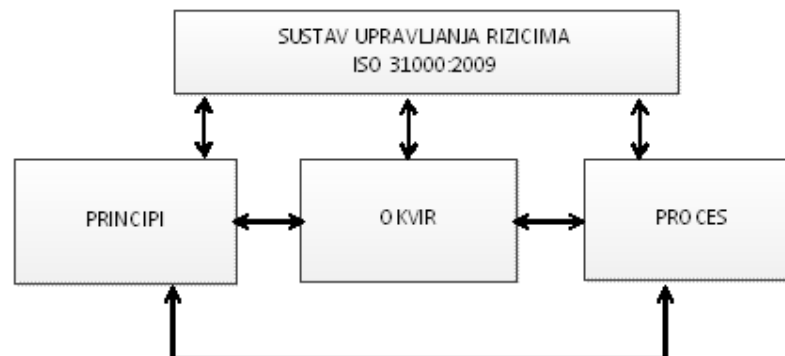 SUSTAV UPRAVLJANJA RIZICIMA
ISO 31000:2009
PRINCIPI
OKVIR
PROCES